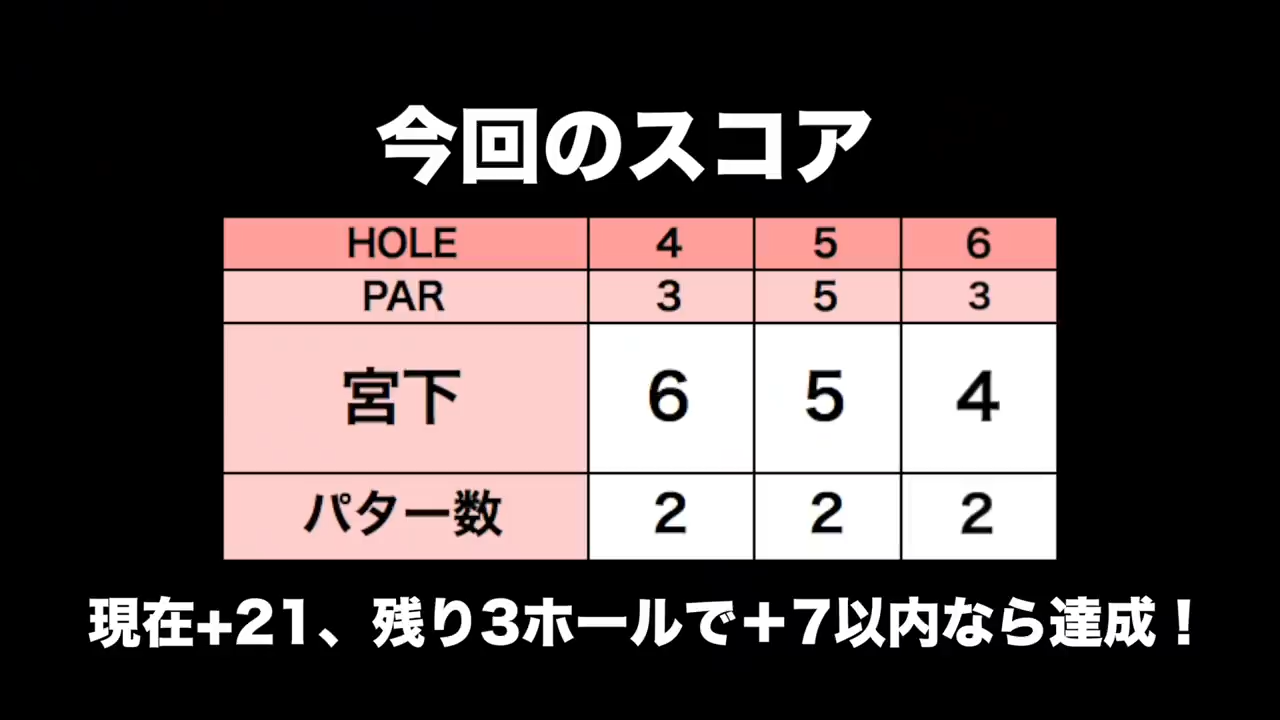 今回のスコア
HOLE 4 5 6
PAR 3 5 3
宮下 6 5 4
パター数 2 2 2
現在+21、残り3ホールで＋7以内なら達成！